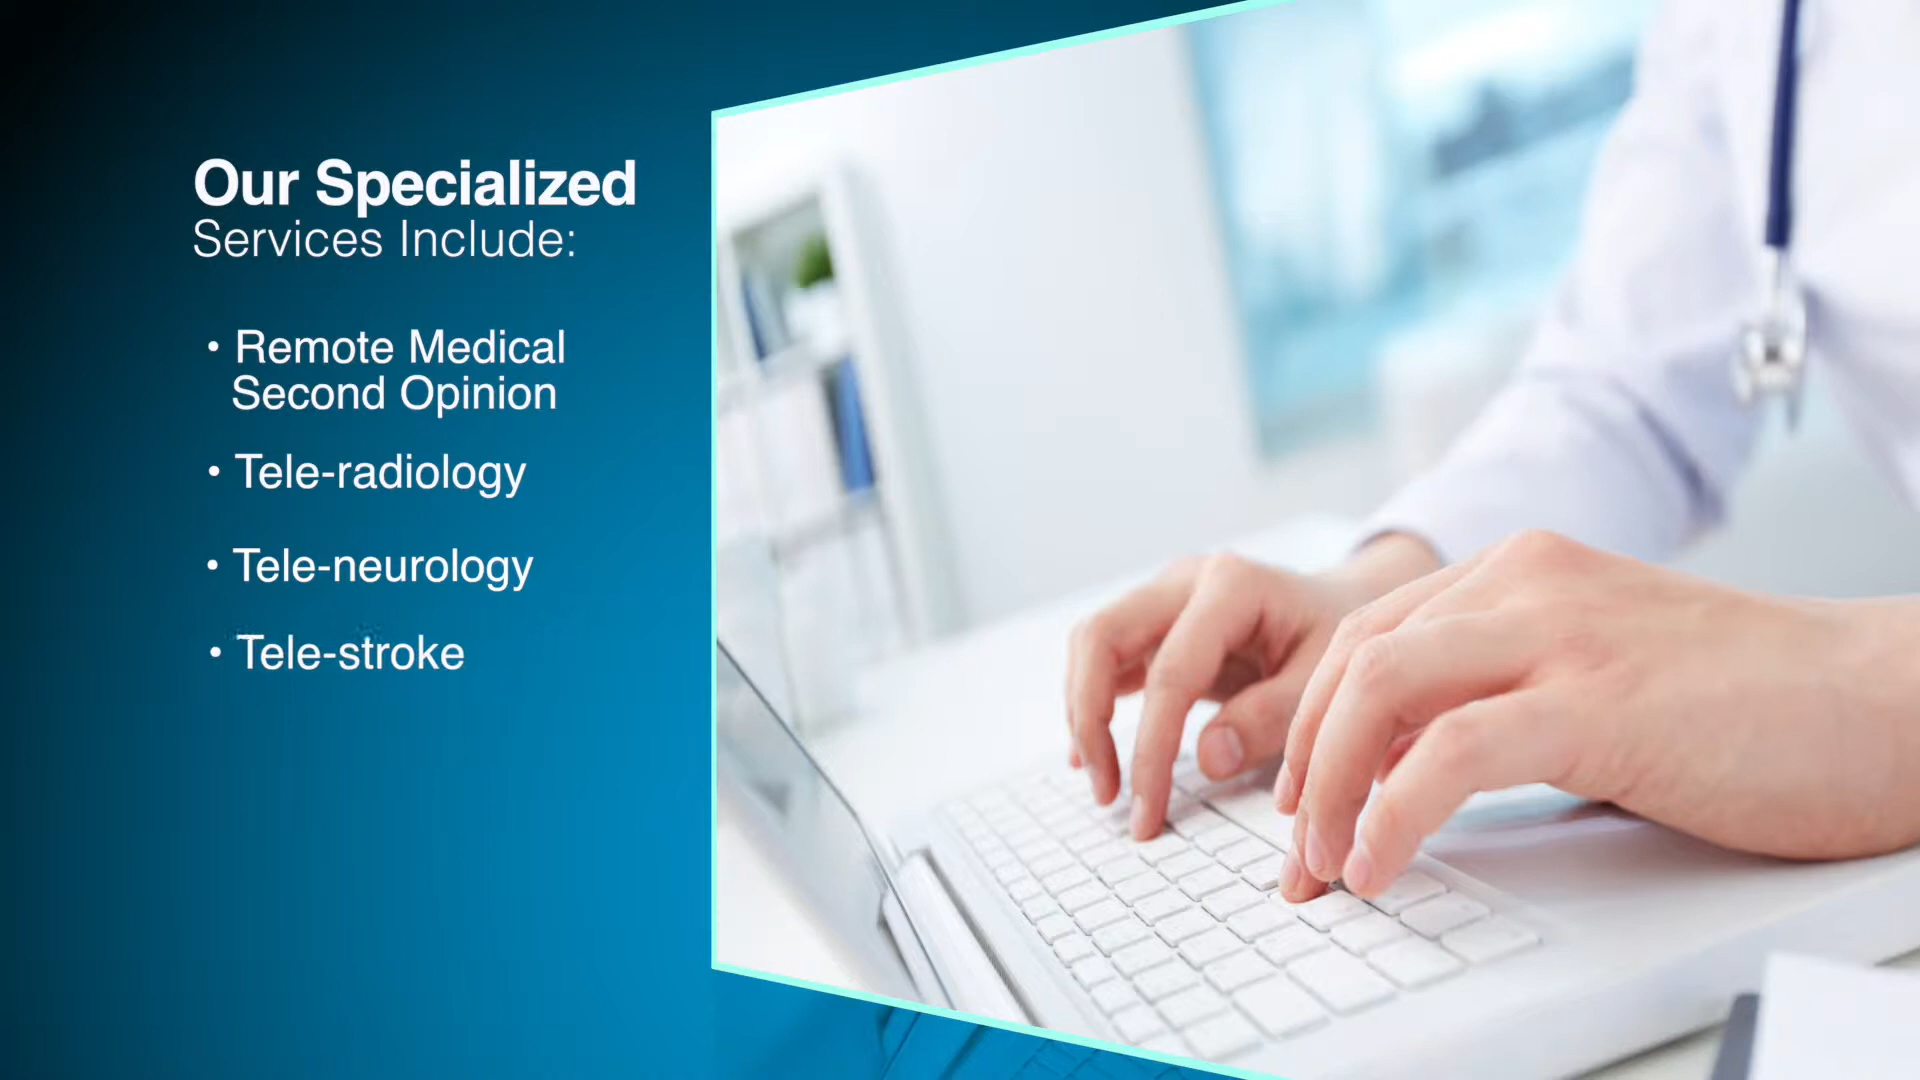 Our Specialized
Services Include:
• Remote Medical
Second Opinion
• Tele-radiology
• Tele-neurology
• Tele-stroke